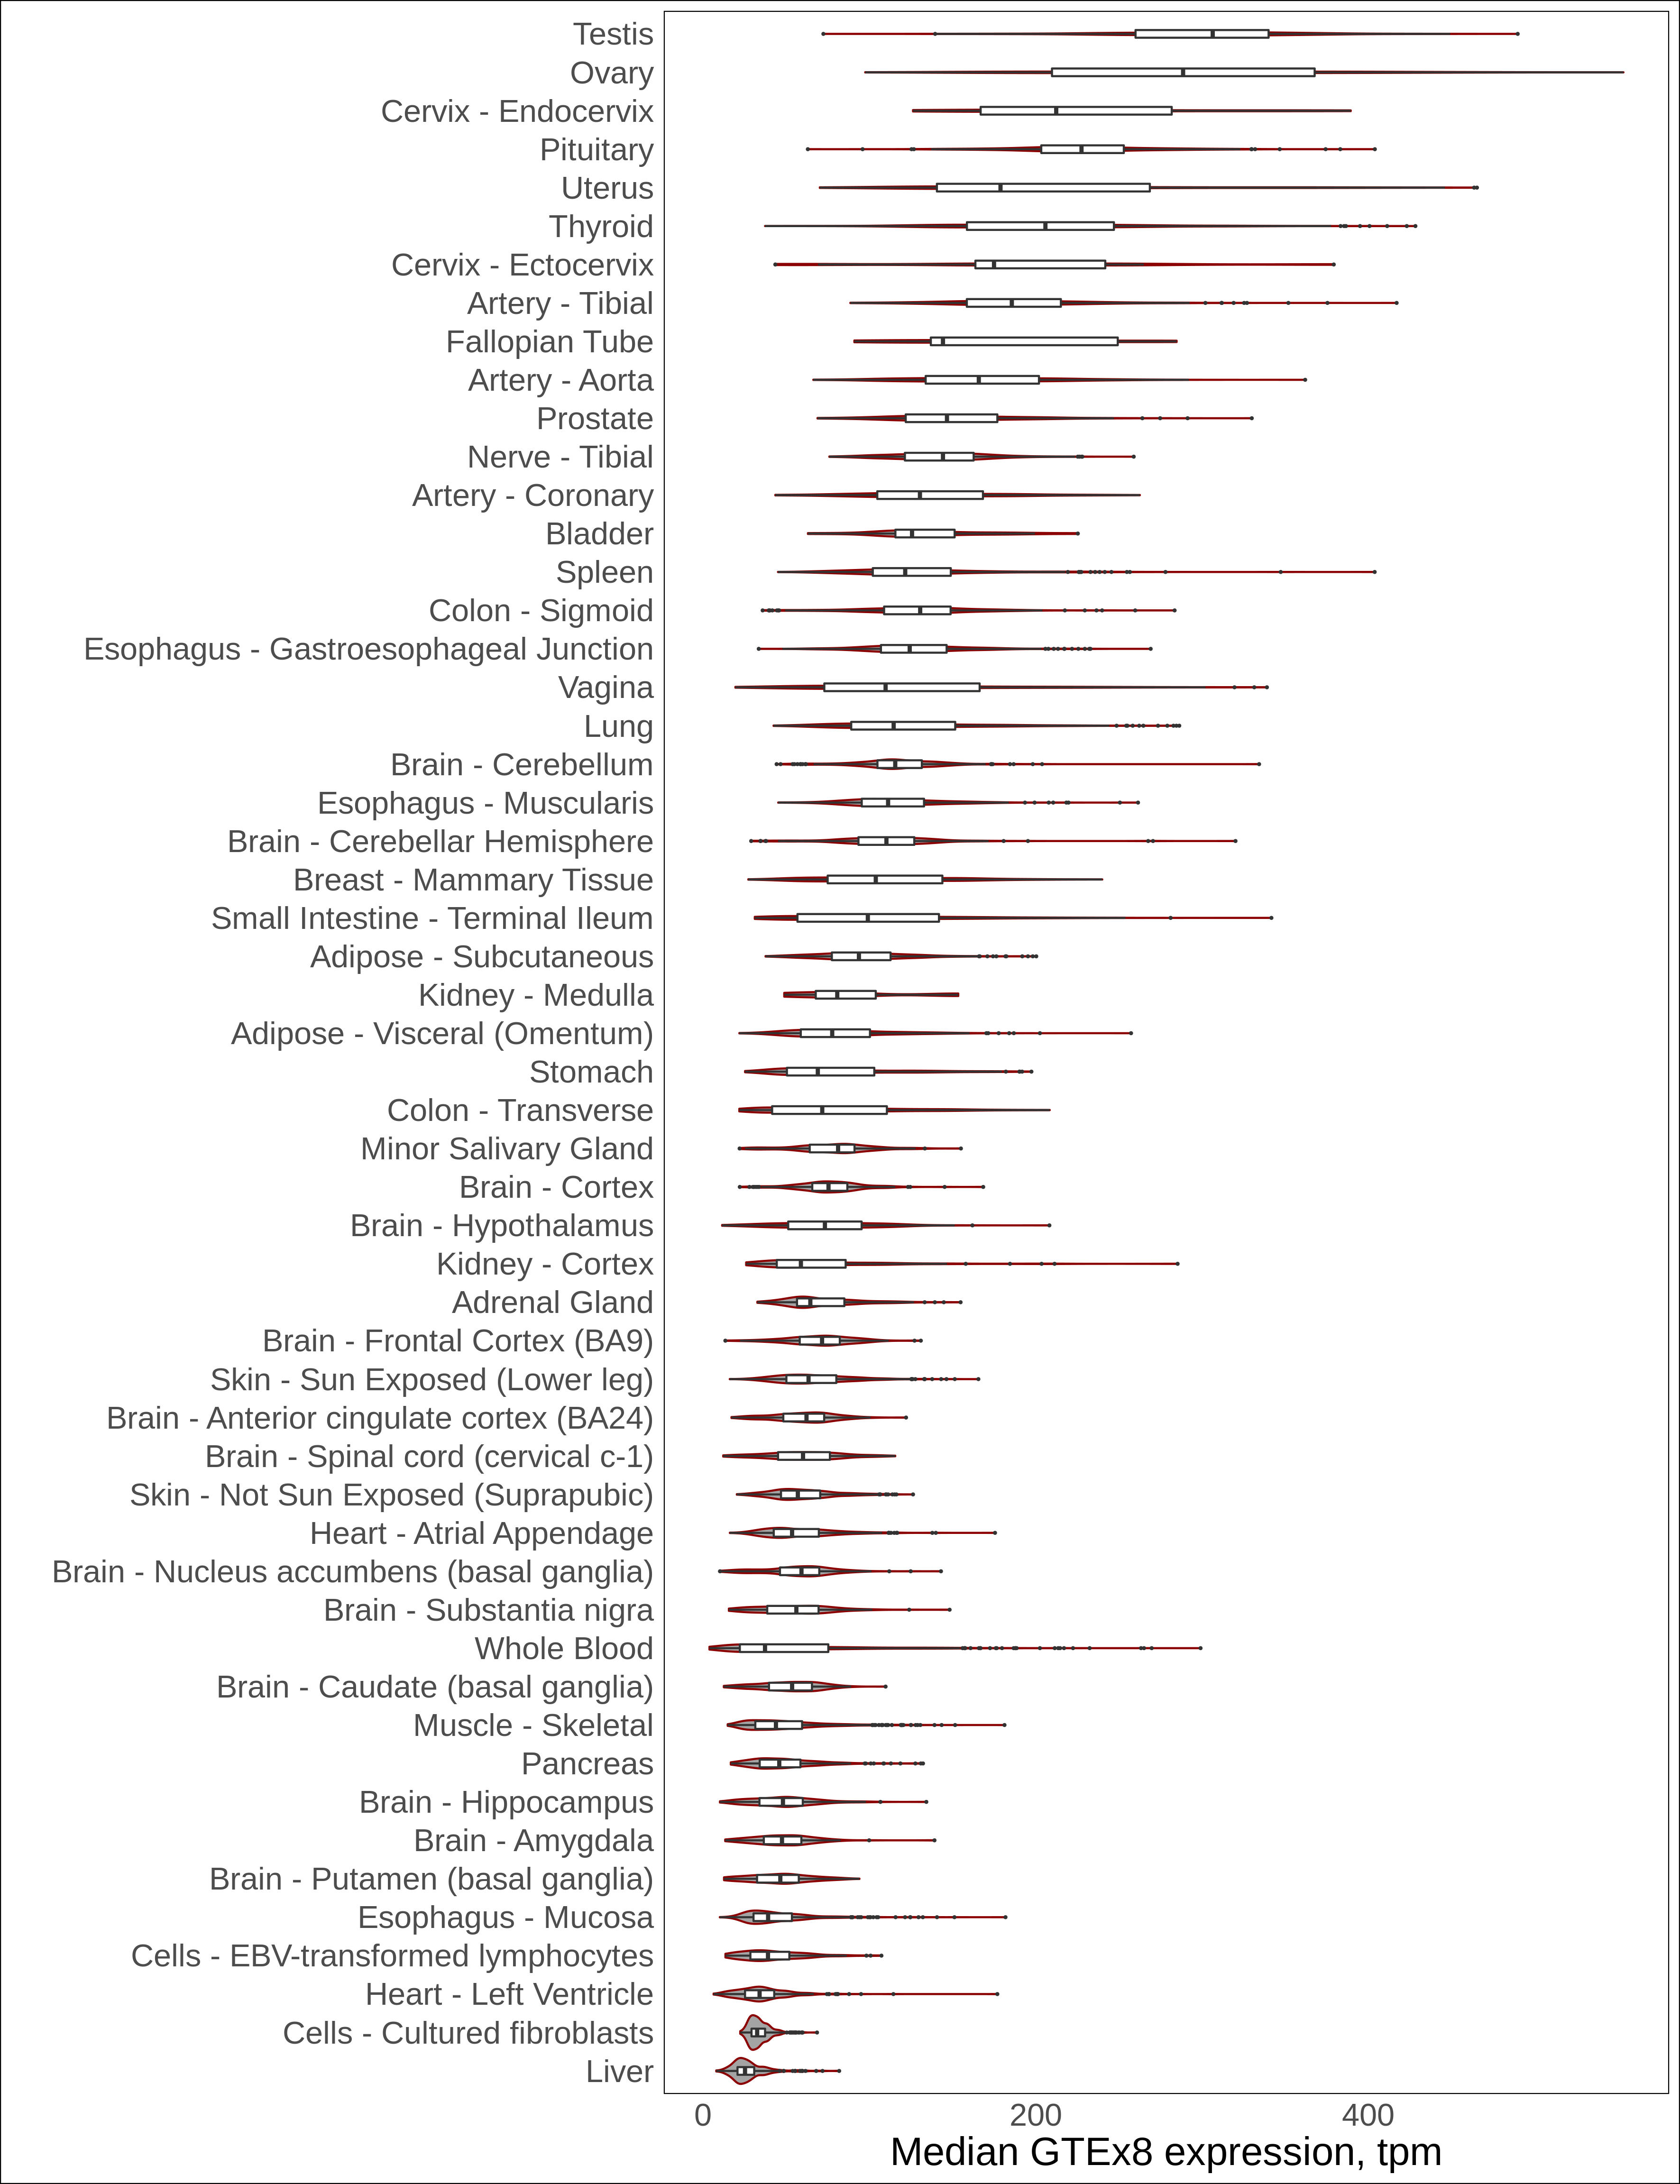 Testis
Ovary
Cervix - Endocervix
Pituitary
Uterus
Thyroid
Cervix - Ectocervix
Artery - Tibial
Fallopian Tube
Artery - Aorta
Prostate
Nerve - Tibial
Artery - Coronary
Bladder
Spleen
Colon - Sigmoid
Esophagus - Gastroesophageal Junction
Vagina
Lung
Brain - Cerebellum
Esophagus - Muscularis
Brain - Cerebellar Hemisphere
Breast - Mammary Tissue
Small Intestine - Terminal Ileum
Adipose - Subcutaneous
Kidney - Medulla
Adipose - Visceral (Omentum)
Stomach
Colon - Transverse
Minor Salivary Gland
Brain - Cortex
Brain - Hypothalamus
Kidney - Cortex
Adrenal Gland
Brain - Frontal Cortex (BA9)
Skin - Sun Exposed (Lower leg)
Brain - Anterior cingulate cortex (BA24)
Brain - Spinal cord (cervical c-1)
Skin - Not Sun Exposed (Suprapubic)
Heart - Atrial Appendage
Brain - Nucleus accumbens (basal ganglia)
Brain - Substantia nigra
Whole Blood
Brain - Caudate (basal ganglia)
Muscle - Skeletal
Pancreas
Brain - Hippocampus
Brain - Amygdala
Brain - Putamen (basal ganglia)
Esophagus - Mucosa
Cells - EBV-transformed lymphocytes
Heart - Left Ventricle
Cells - Cultured fibroblasts
Liver
0 200 400
Median GTEx8 expression, tpm